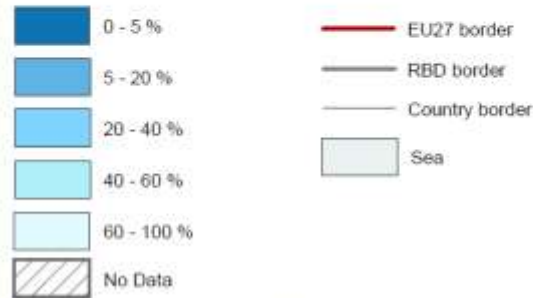 0 - 5 %
5 - 20 %
20 - 40 %
40 - 60 %
60 - 100 %
No Data
EU27 border
RBD border
Country border
Sea